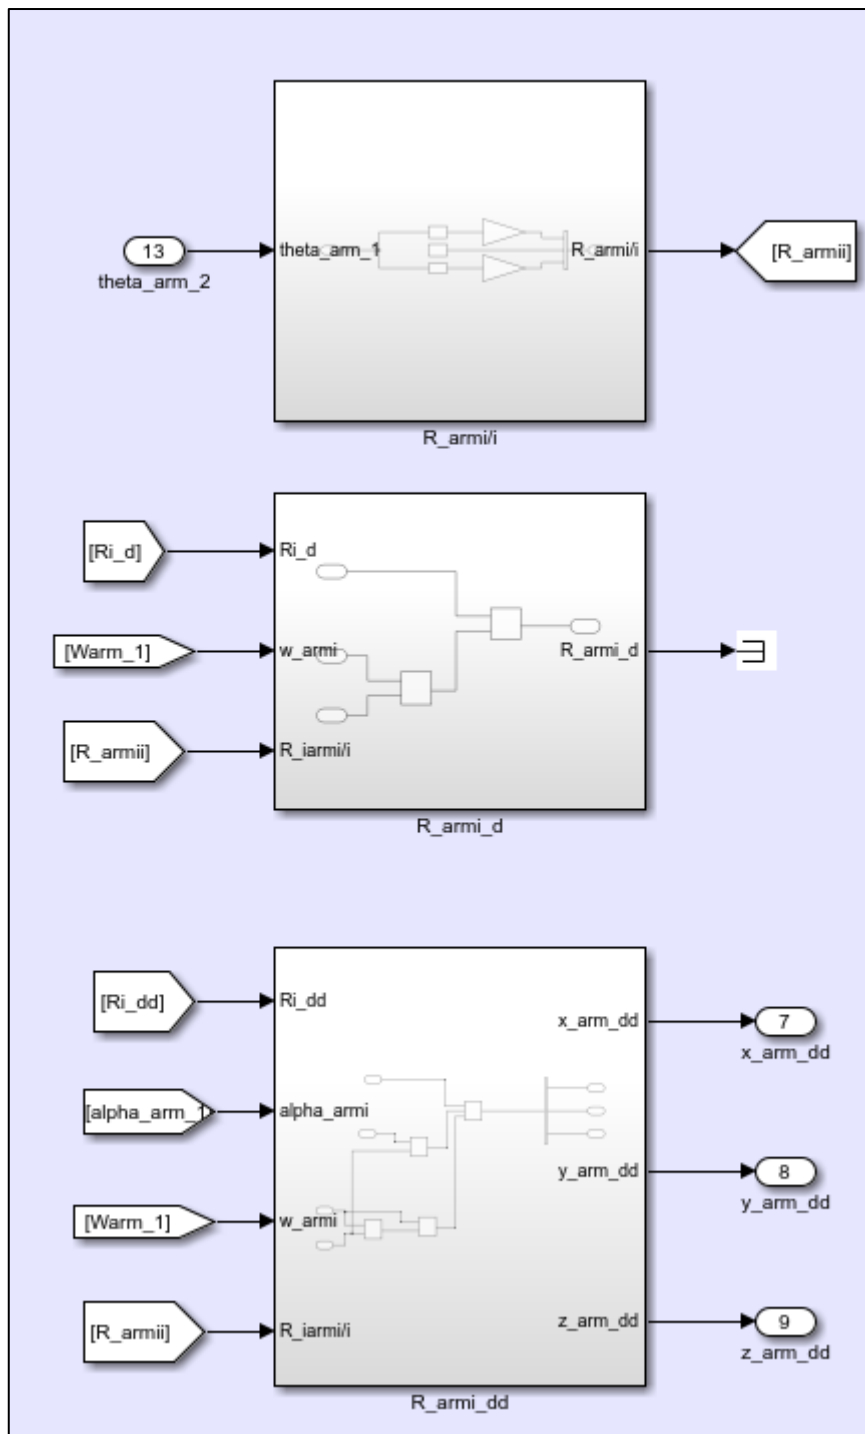 13
theta_arm_2
theta_arm_1
R_armi/i
[R_armii]
R_armi/i
[Ri_d]
Ri_d
[Warm_1]
w_armi
R_armi_d
[R_armii]
R_iarmi/i
R_armi_d
[Ri_dd]
Ri_dd
x_arm_dd
7
x_arm_dd
[alpha_arm_1
alpha_armi
y_arm_dd
8
y_arm_dd
[Warm_1]
w_armi
[R_armii]
R_iarmi/i
z_arm_dd
9
z_arm_dd
R_armi_dd